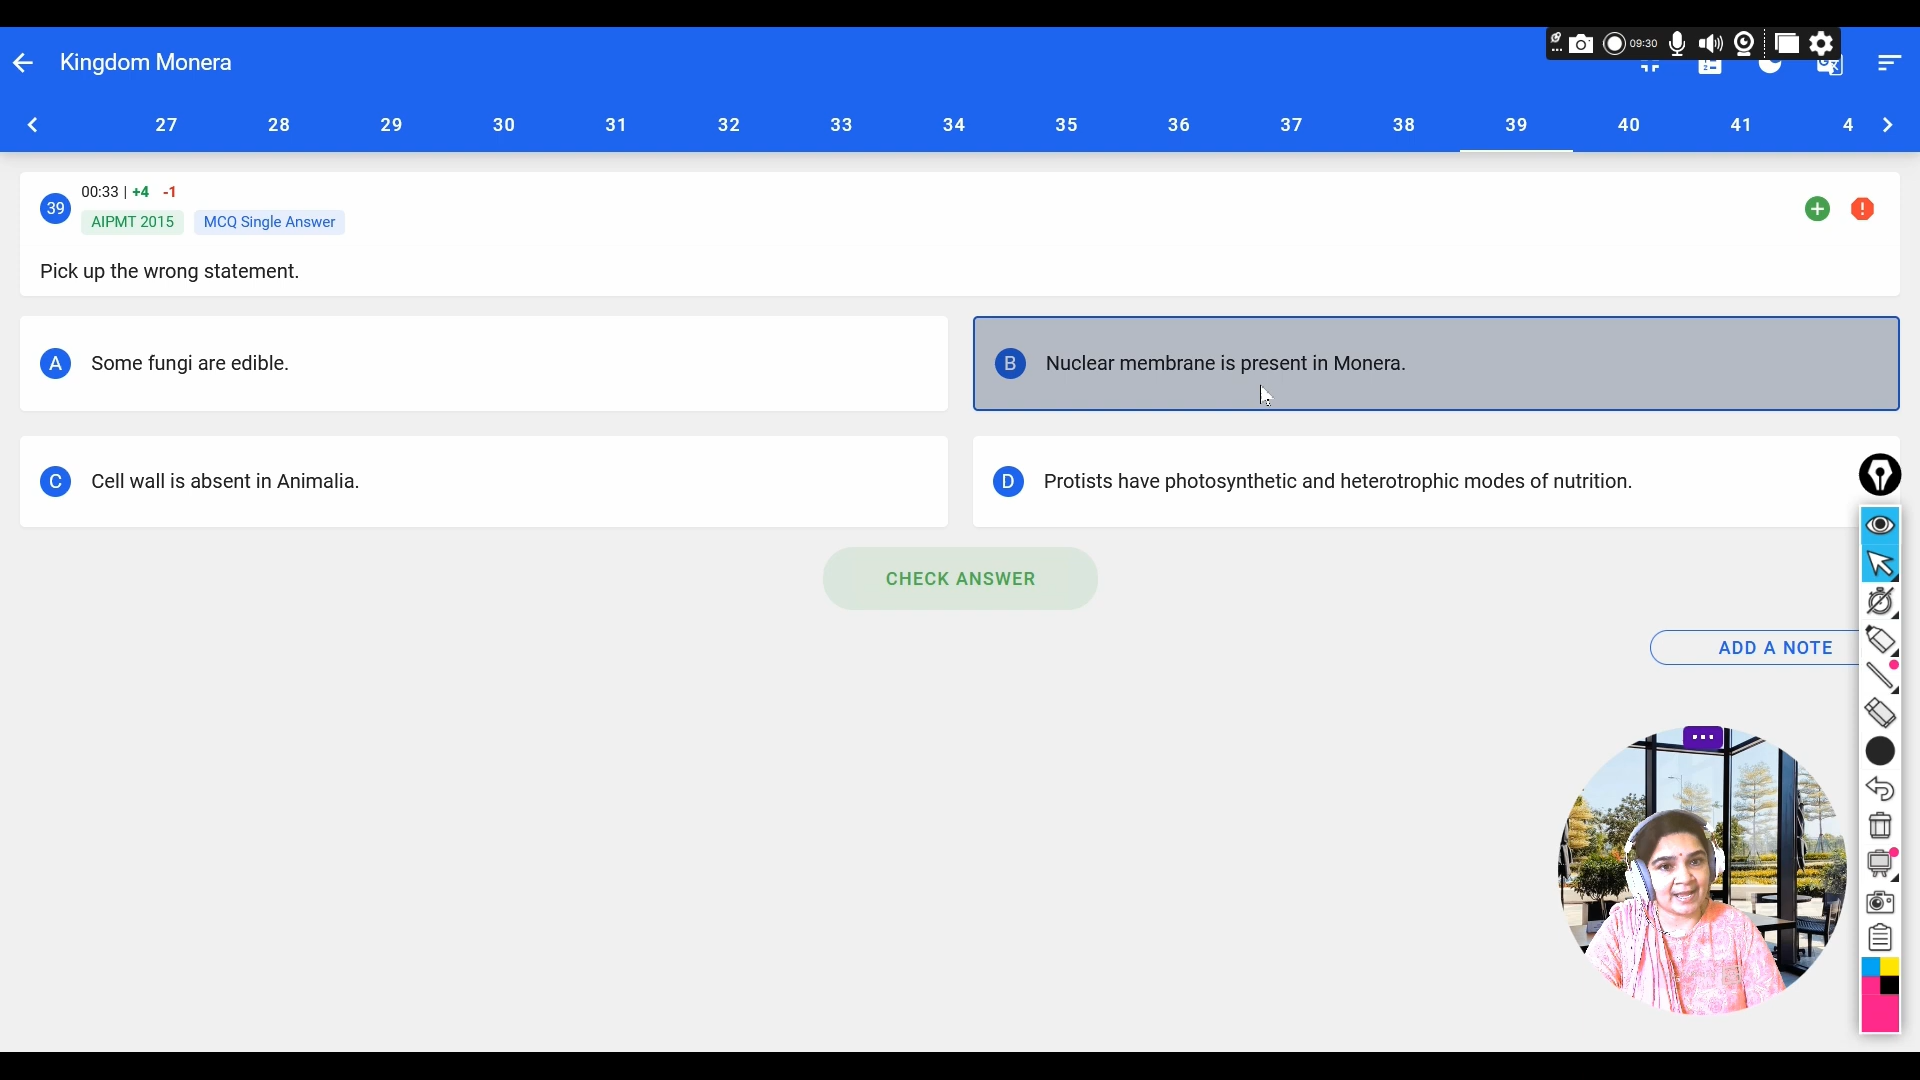 Kingdom Monera
09:30
27 28 29 30 31 32 33 34 35 36 37 38 39 40 41 4
39
00:33 | +4 -1
AIPMT 2015 MCQ Single Answer
Pick up the wrong statement.
A Some fungi are edible.
B Nuclear membrane is present in Monera.
C Cell wall is absent in Animalia.
D Protists have photosynthetic and heterotrophic modes of nutrition.
CHECK ANSWER
ADD A NOTE